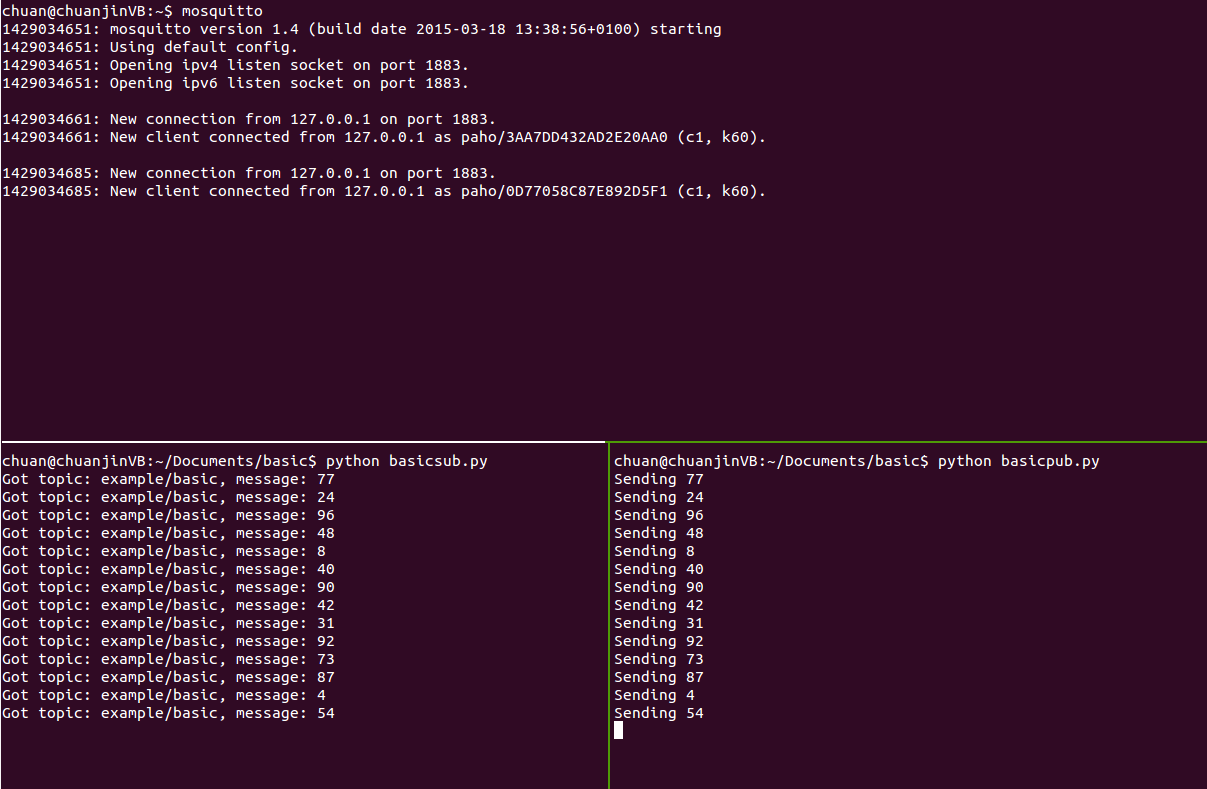 chuan@chuanjinVB:~$ mosquitto
1429034651: mosquitto version 1.4 (build date 2015-03-18 13:38:56+0100) starting
1429034651: Using default config.
1429034651: Opening ipv4 listen socket on port 1883.
1429034651: Opening ipv6 listen socket on port 1883.
1429034661: New connection from 127.0.0.1 on port 1883.
1429034661: New client connected from 127.0.0.1 as paho/3AA7DD432AD2E20AA0 (c1, k60).
1429034685: New connection from 127.0.0.1 on port 1883.
1429034685: New client connected from 127.0.0.1 as paho/0D77058C87E892D5F1 (c1, k60).
chuan@chuanjinVB:~/Documents/basic$ python basicsub.py
Got topic: example/basic, message: 77
Got topic: example/basic, message: 24
Got topic: example/basic, message: 96
Got topic: example/basic, message: 48
Got topic: example/basic, message: 8
Got topic: example/basic, message: 40
Got topic: example/basic, message: 90
Got topic: example/basic, message: 42
Got topic: example/basic, message: 31
Got topic: example/basic, message: 92
Got topic: example/basic, message: 73
Got topic: example/basic, message: 87
Got topic: example/basic, message: 4
Got topic: example/basic, message: 54
chuan@chuanjinVB:~/Documents/basic$ python basicpub.py
Sending 77
Sending 24
Sending 96
Sending 48
Sending 8
Sending 40
Sending 90
Sending 42
Sending 31
Sending 92
Sending 73
Sending 87
Sending 4
Sending 54